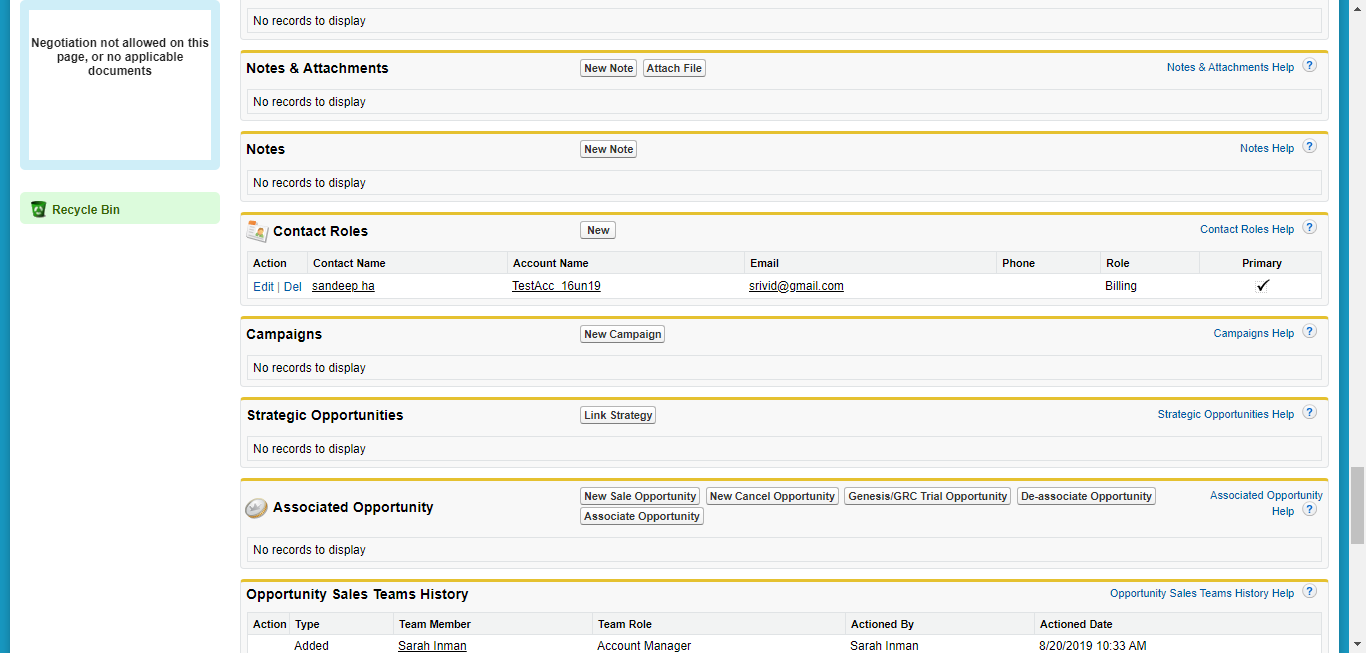 No records to display
Negotiation not allowed on this
page, or no applicable
documents
Recycle Bin
Notes & Attachments New Note Attach File Notes & Attachments Help ?
No records to display
Notes New Note Notes Help ?
No records to display
Contact Roles New Contact Roles Help ?
Action Contact Name Account Name Email Phone Role Primary
Edit | Del sandeep ha TestAcc_16un19 srivid@gmail.com Billing ✓
Campaigns New Campaign Campaigns Help ?
No records to display
Strategic Opportunities Link Strategy Strategic Opportunities Help ?
No records to display
Associated Opportunity New Sale Opportunity New Cancel Opportunity Genesis/GRC Trial Opportunity De-associate Opportunity Associated Opportunity
Associate Opportunity Help ?
No records to display
Opportunity Sales Teams History Opportunity Sales Teams History Help ?
Action Type Team Member Team Role Actioned By Actioned Date
Added Sarah Inman Account Manager Sarah Inman 8/20/2019 10:33 AM